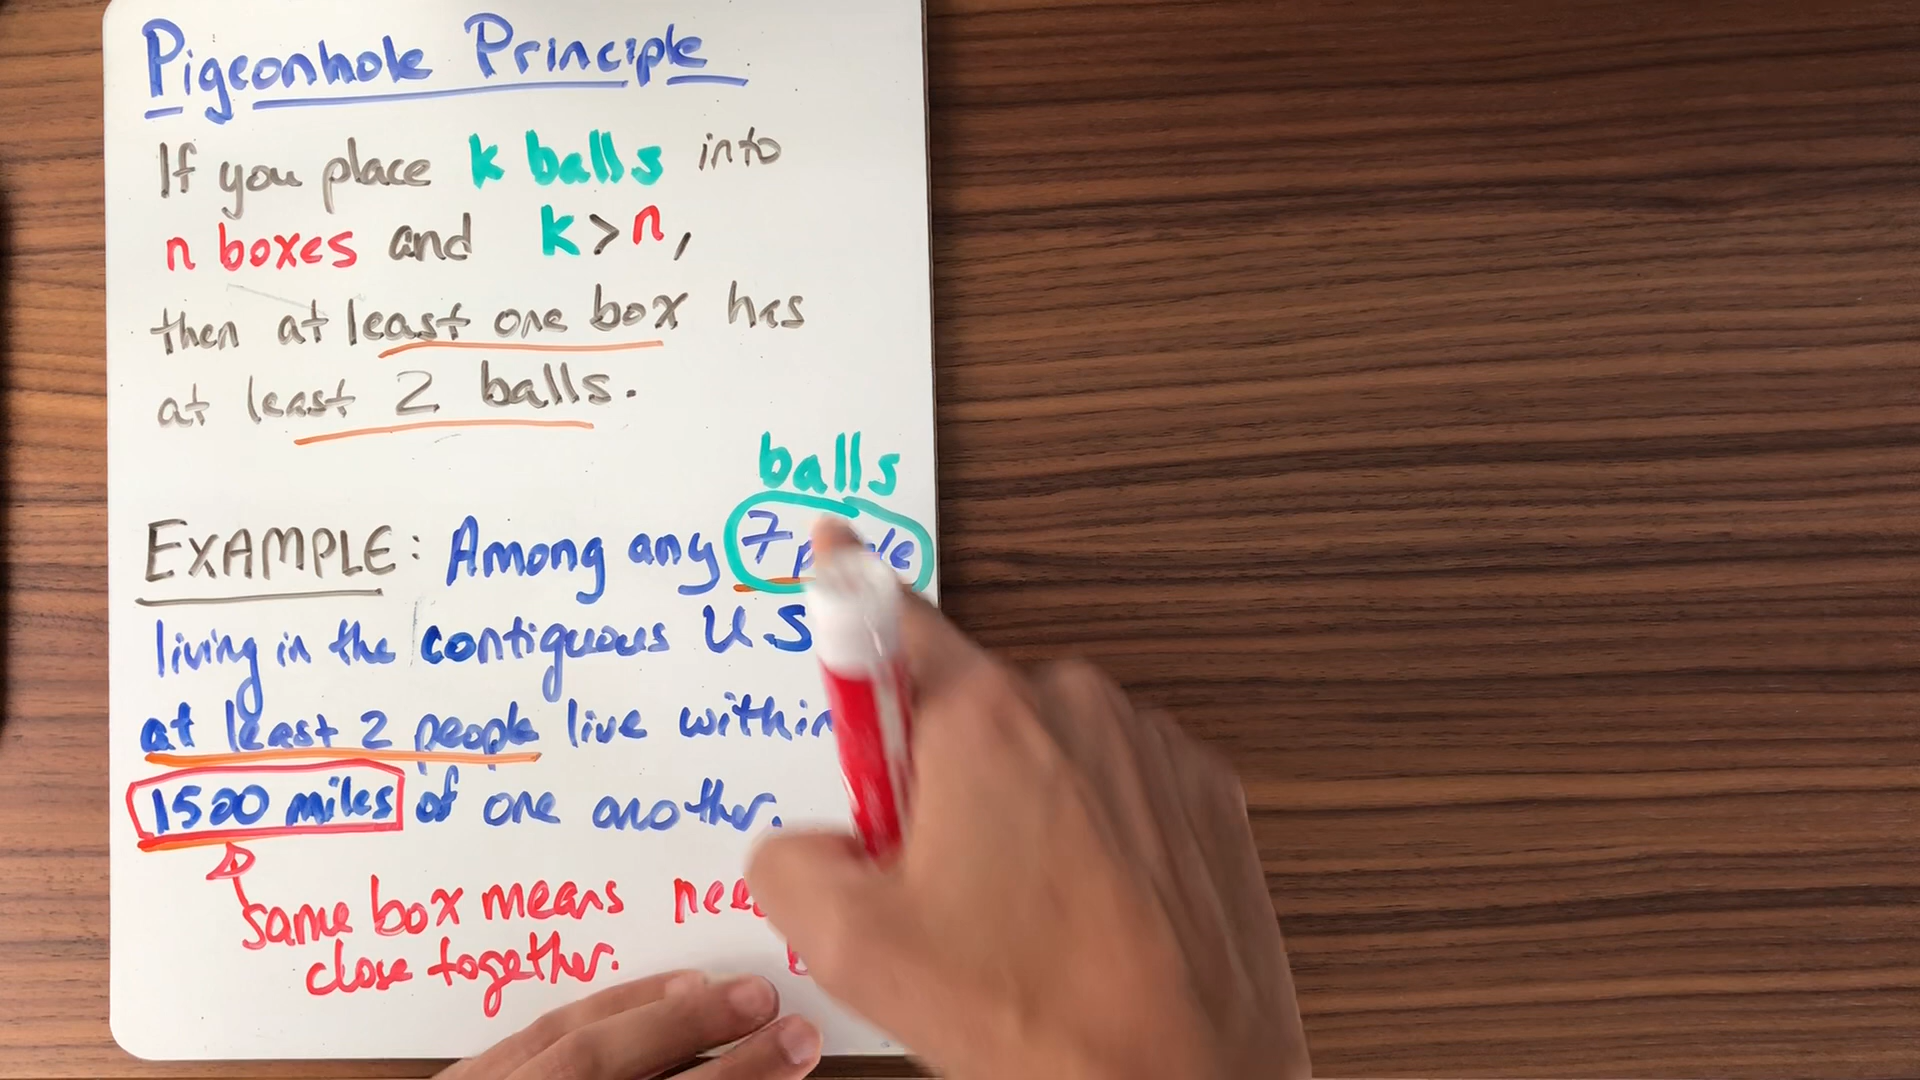 Pigeonhole Principle
If you place k balls into
n boxes and k>n,
then at least one box has
at least 2 balls.
balls
EXAMPLE: Among any 7
living in the contiguous US
at least 2 people live within
1500 miles of one another.
same box means
close together.